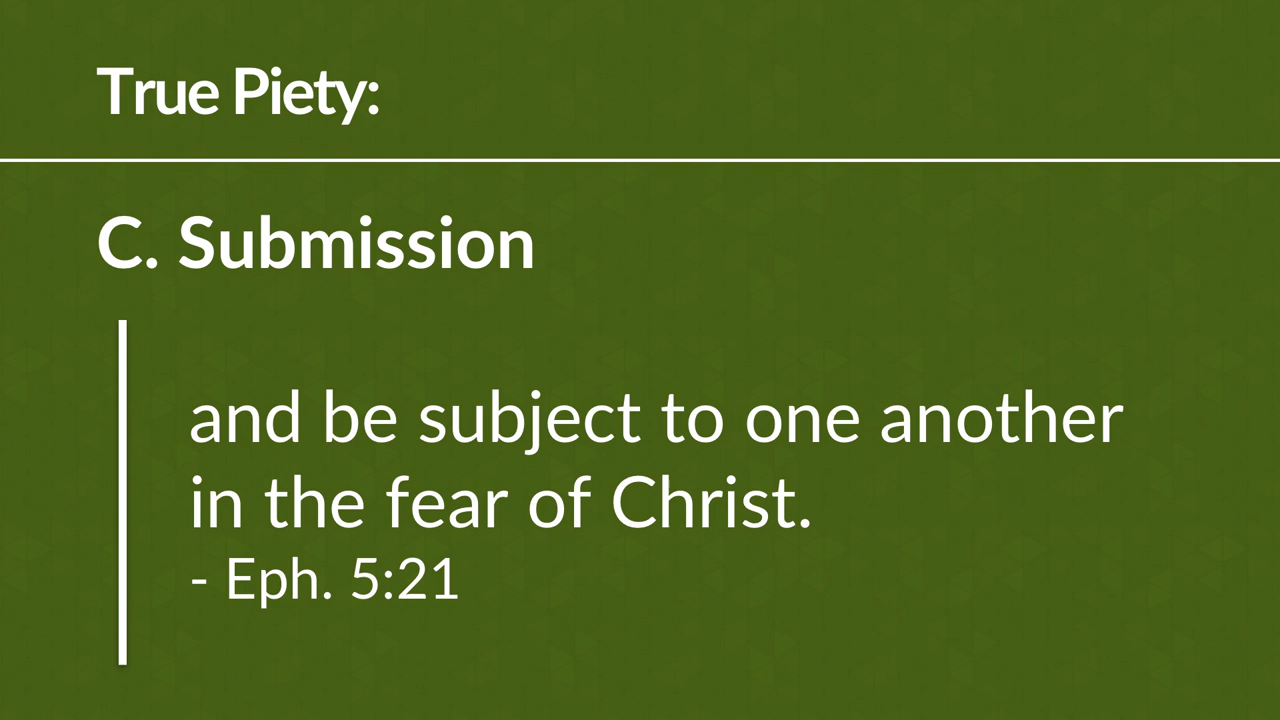 True Piety:
C. Submission
and be subject to one another
in the fear of Christ.
- Eph. 5:21